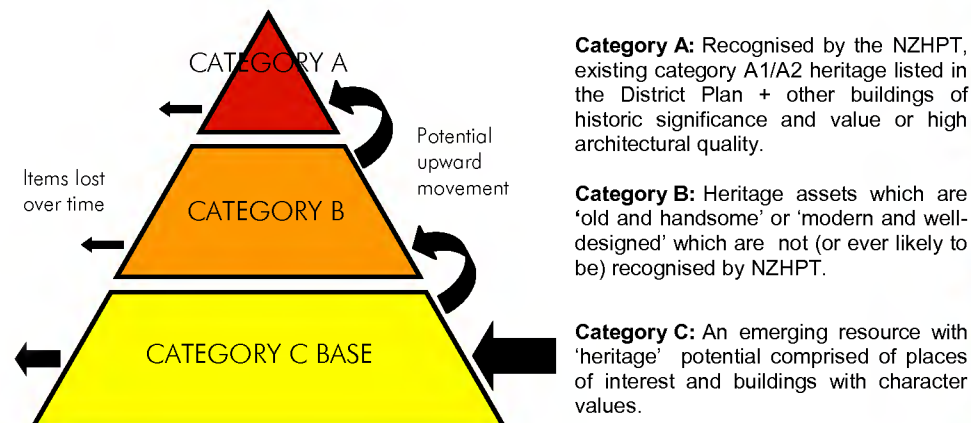 CATEGORY A
Items lost
over time
Potential
upward
movement
CATEGORY B
CATEGORY C BASE
Category A: Recognised by the NZHPT,
existing category A1/A2 heritage listed in
the District Plan + other buildings of
historic significance and value or high
architectural quality.
Category B: Heritage assets which are
‘old and handsome’ or ‘modern and well-
designed’ which are not (or ever likely to
be) recognised by NZHPT.
Category C: An emerging resource with
‘heritage’ potential comprised of places
of interest and buildings with character
values.